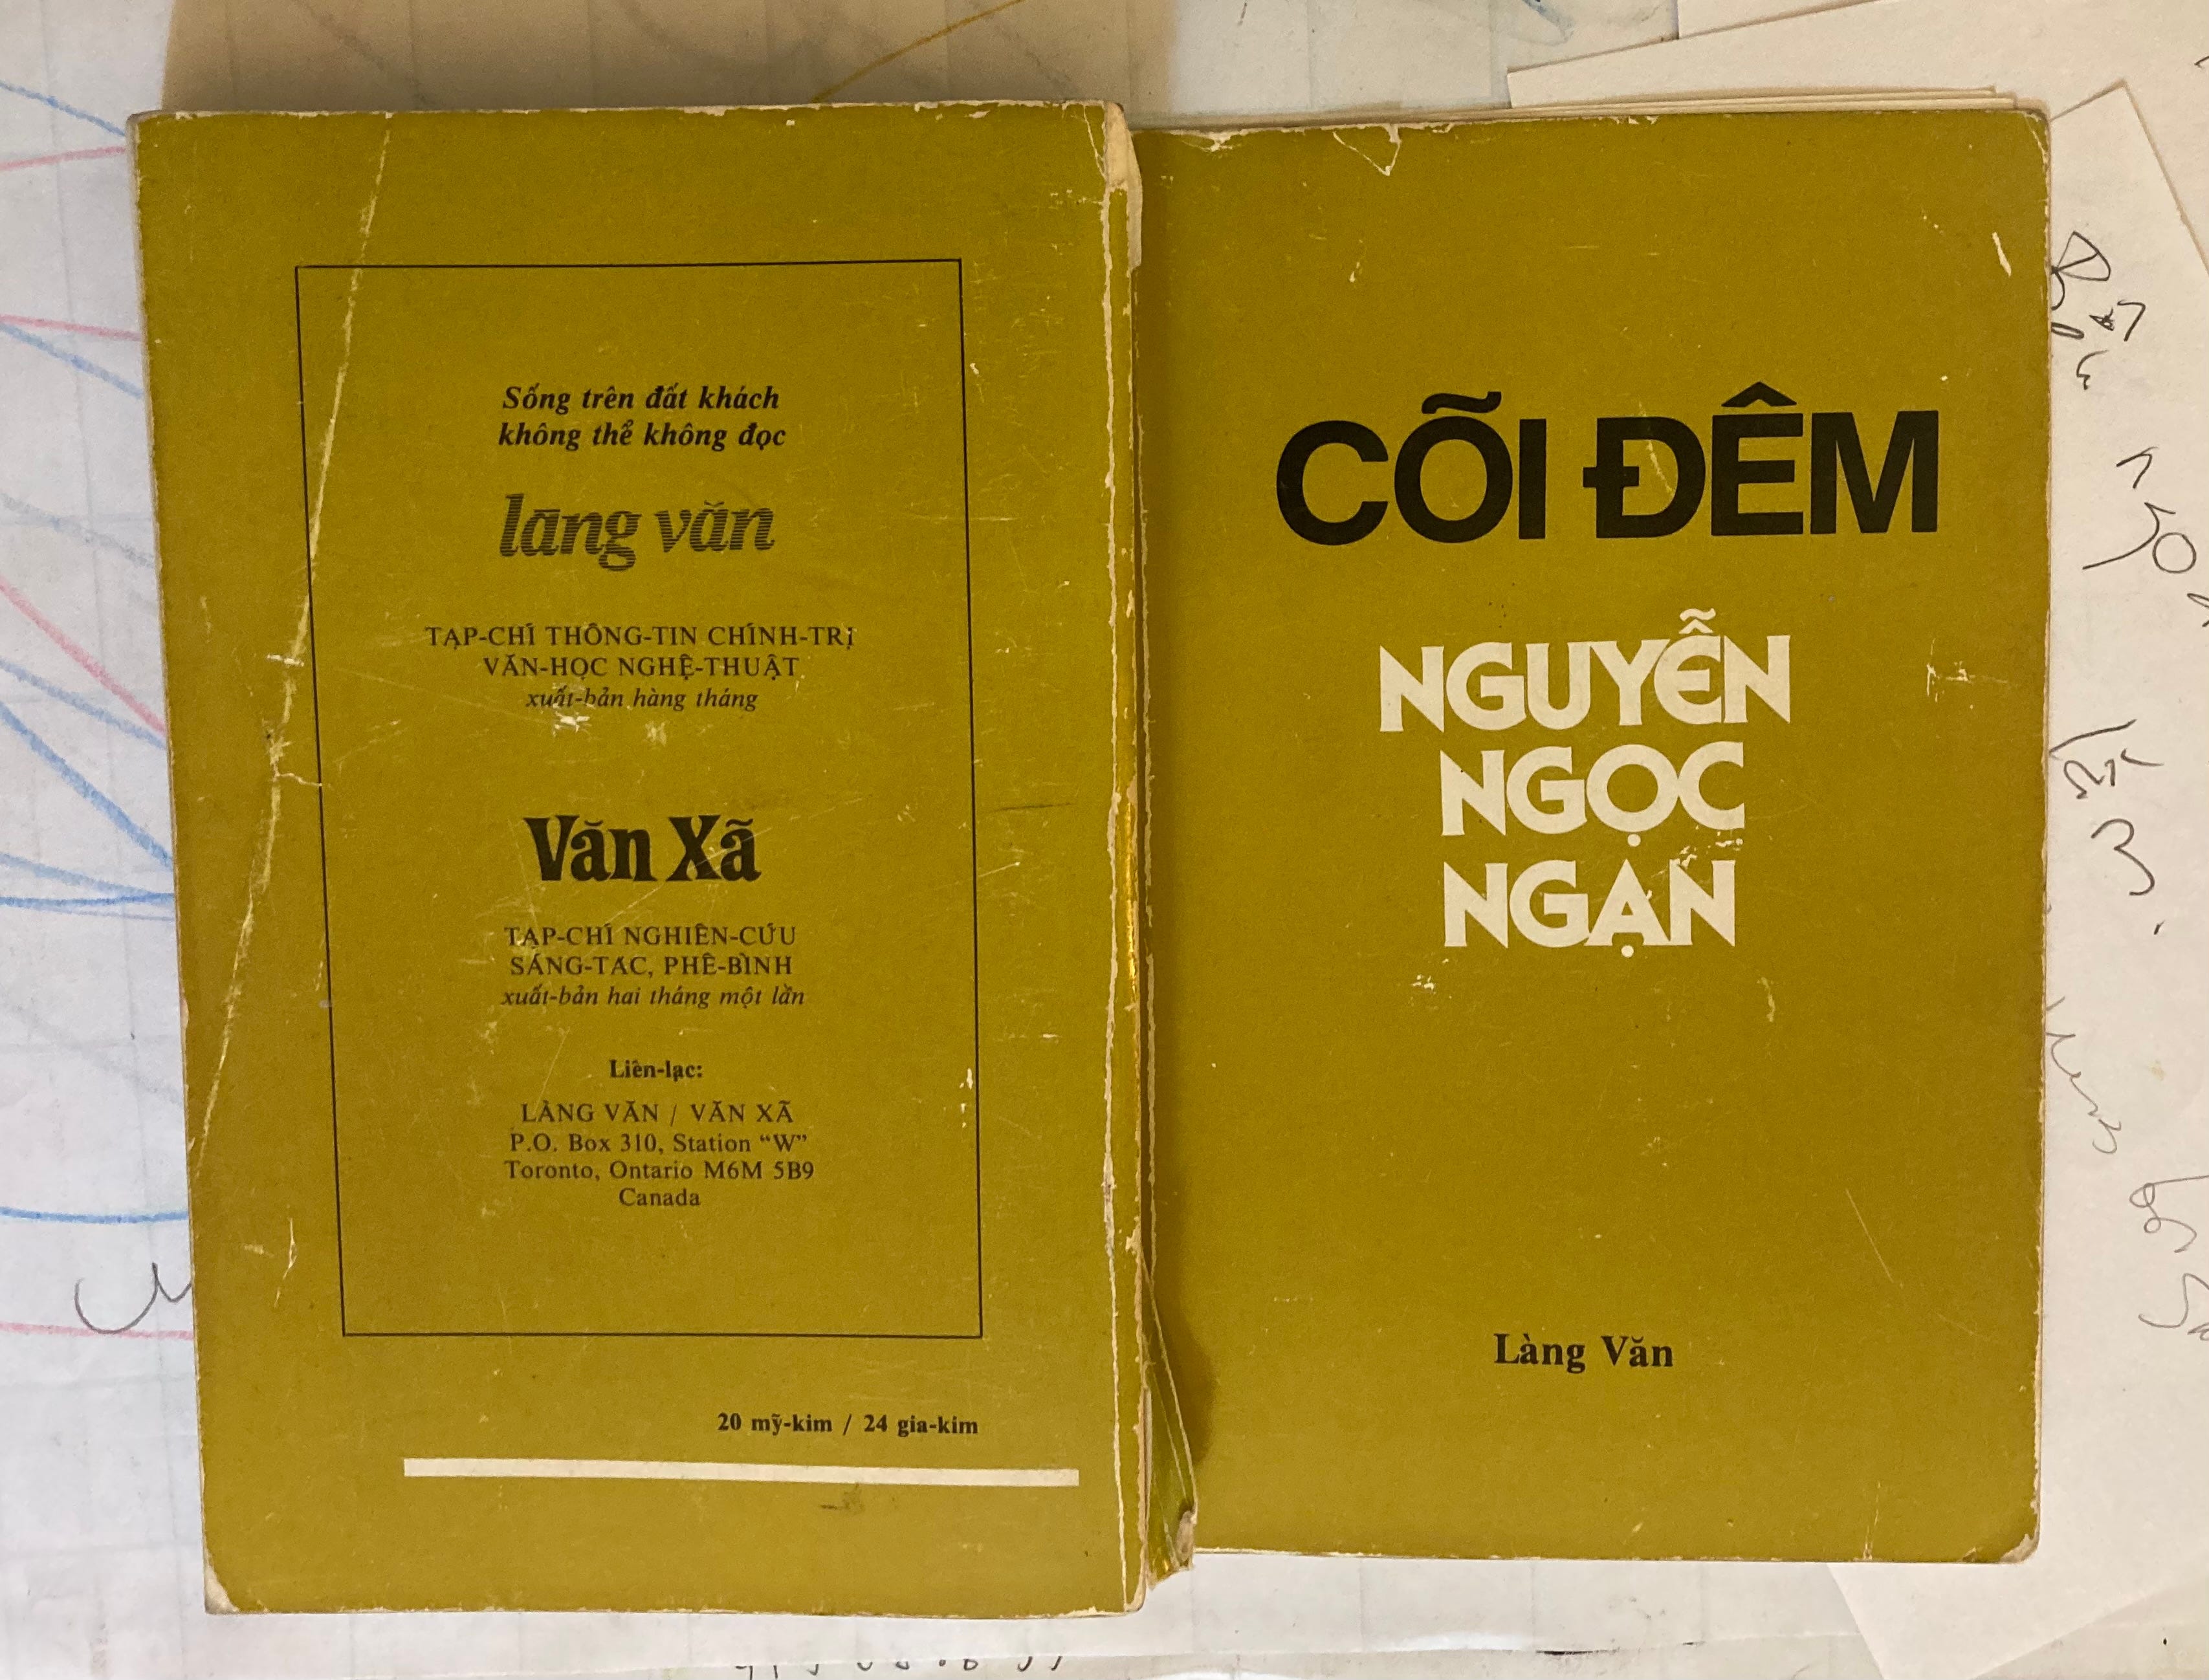 Sống trên đất khách
không thể không đọc
làng văn
TẠP-CHÍ THÔNG-TIN CHÍNH-TRỊ
VĂN-HỌC NGHỆ-THUẬT
xuất-bản hàng tháng
Văn Xã
TẠP-CHÍ NGHIÊN-CỨU
SÁNG-TÁC, PHÊ-BÌNH
xuất-bản hai tháng một lần
Liên-lạc:
LÀNG VĂN / VĂN XÃ
P.O. Box 310, Station “W”
Toronto, Ontario M6M 5B9
Canada
20 mỹ-kim / 24 gia-kim
CÕI ĐÊM
NGUYỄN
NGỌC
NGẠN
Làng Văn